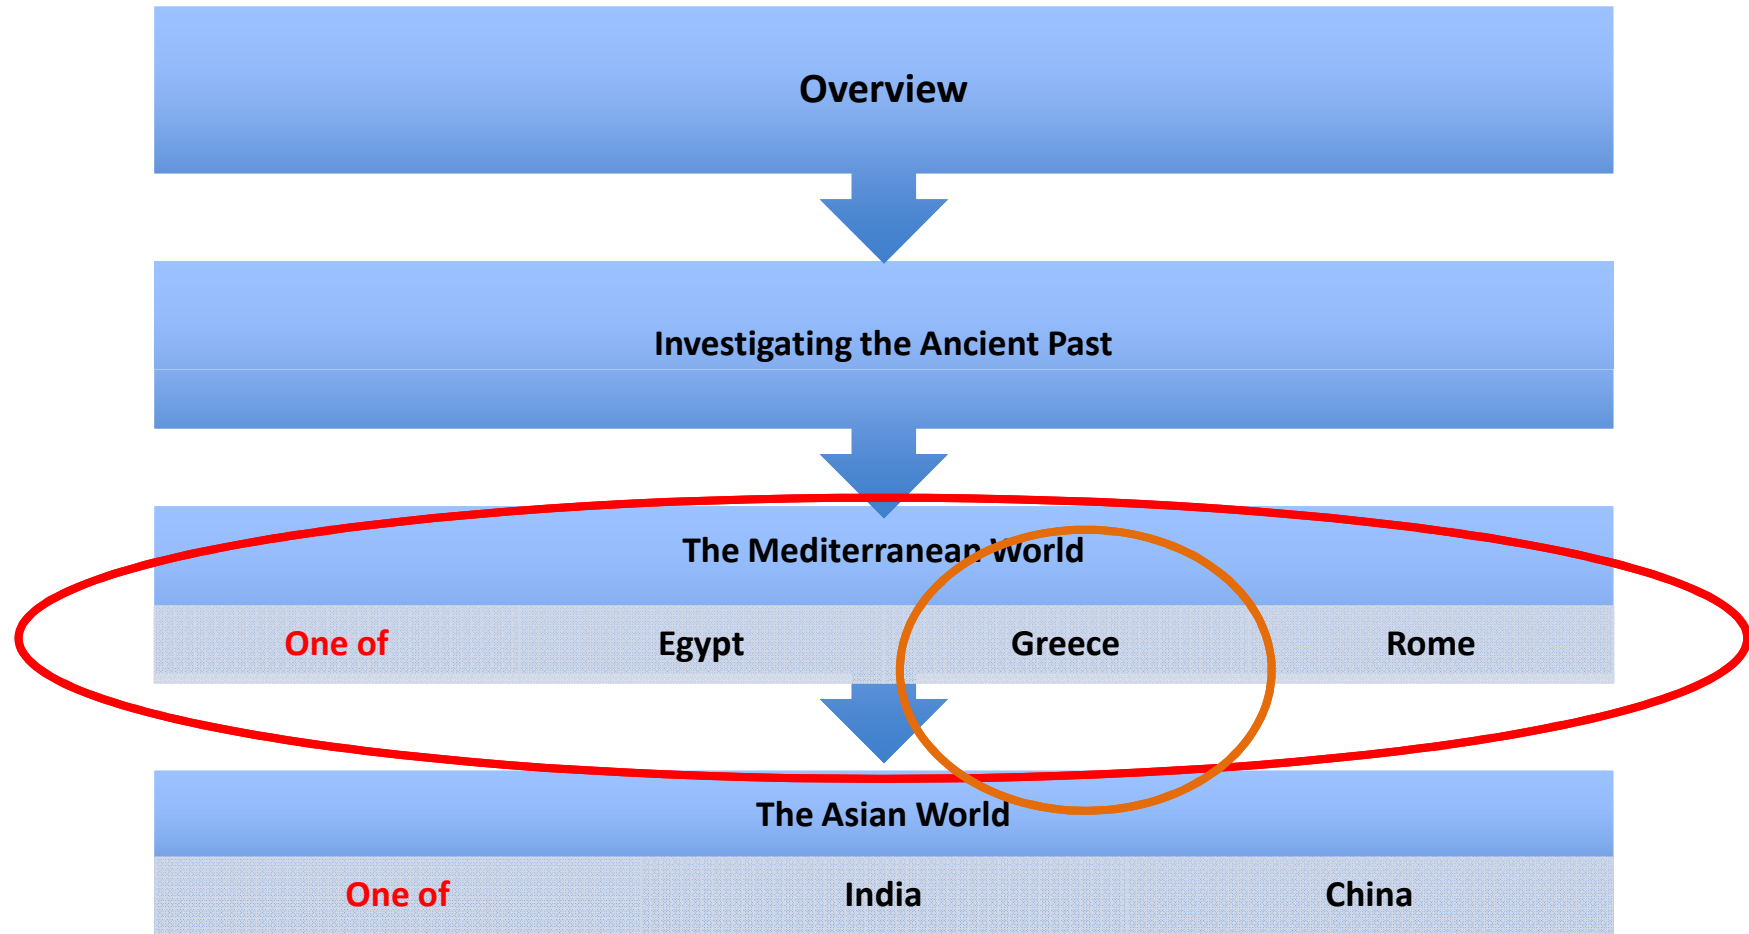 Overview
Investigating the Ancient Past
The Mediterranean World
One of Egypt Greece Rome
The Asian World
One of India China